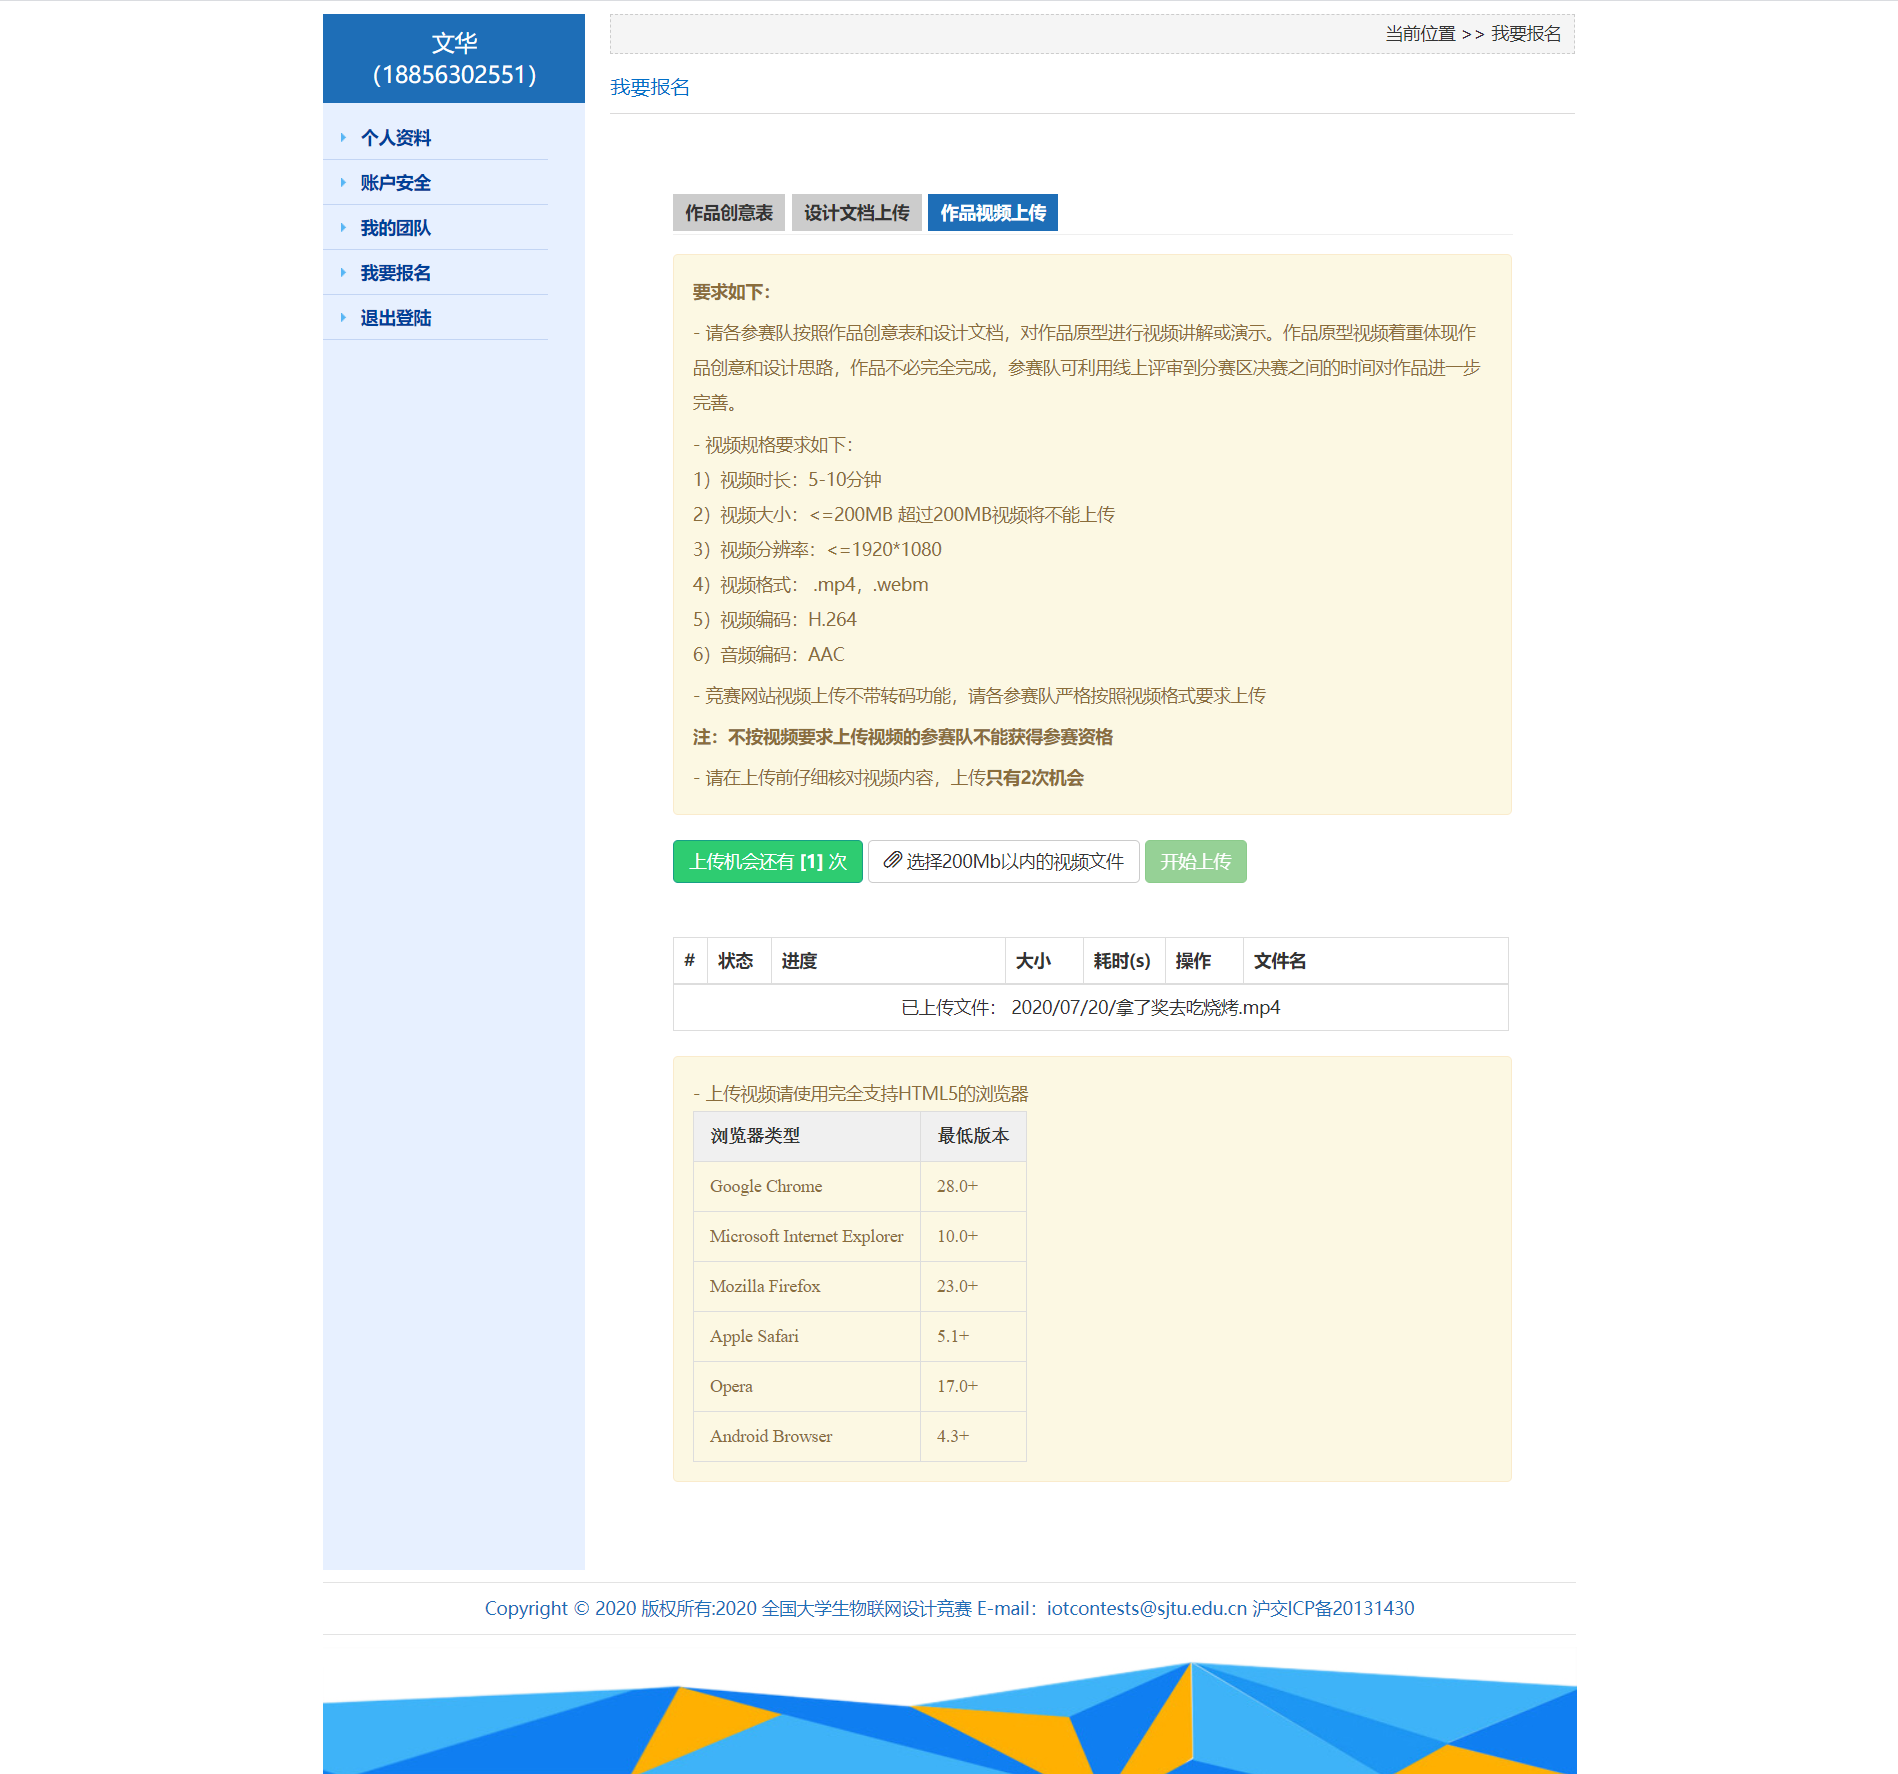 文华
（18856302551）
个人资料
账户安全
我的团队
我要报名
退出登陆
当前位置 >> 我要报名
我要报名
作品创意表 设计文档上传 作品视频上传
要求如下：
- 请各参赛队按照作品创意表和设计文档，对作品原型进行视频讲解或演示。作品原型视频着重体现作
品创意和设计思路，作品不必完全完成，参赛队可利用线上评审到分赛区决赛之间的时间对作品进一步
完善。
- 视频规格要求如下：
1）视频时长：5-10分钟
2）视频大小：<=200MB 超过200MB视频将不能上传
3）视频分辨率：<=1920*1080
4）视频格式： .mp4，.webm
5）视频编码：H.264
6）音频编码：AAC
- 竞赛网站视频上传不带转码功能，请各参赛队严格按照视频格式要求上传
注：不按视频要求上传视频的参赛队不能获得参赛资格
- 请在上传前仔细核对视频内容，上传只有2次机会
上传机会还有 [1] 次 选择200Mb以内的视频文件 开始上传
# 状态 进度 大小 耗时(s) 操作 文件名
已上传文件： 2020/07/20/拿了奖去吃烧烤.mp4
- 上传视频请使用完全支持HTML5的浏览器
浏览器类型 最低版本
Google Chrome 28.0+
Microsoft Internet Explorer 10.0+
Mozilla Firefox 23.0+
Apple Safari 5.1+
Opera 17.0+
Android Browser 4.3+
Copyright © 2020 版权所有:2020 全国大学生物联网设计竞赛 E-mail：iotcontests@sjtu.edu.cn 沪交ICP备20131430